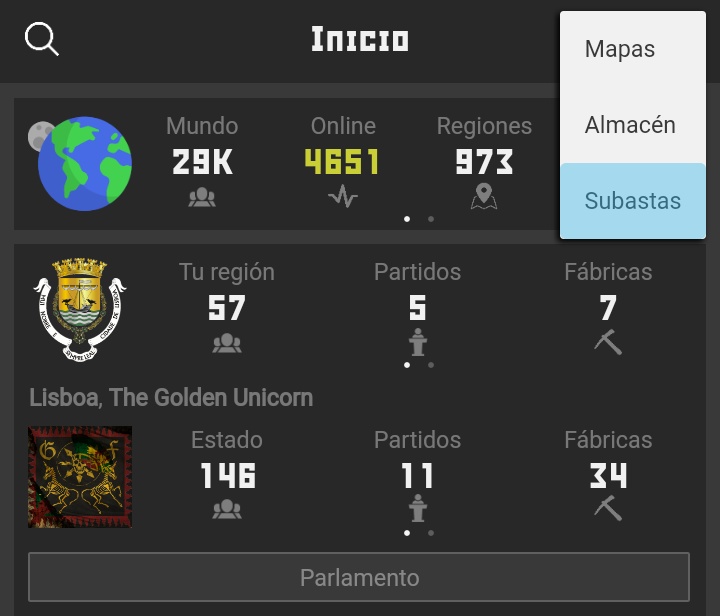 Inicio
Mapas
Almacén
Subastas
Mundo Online Regiones
29K 4651 973
Tu región Partidos Fábricas
57 5 7
Lisboa, The Golden Unicorn
Estado Partidos Fábricas
146 11 34
Parlamento